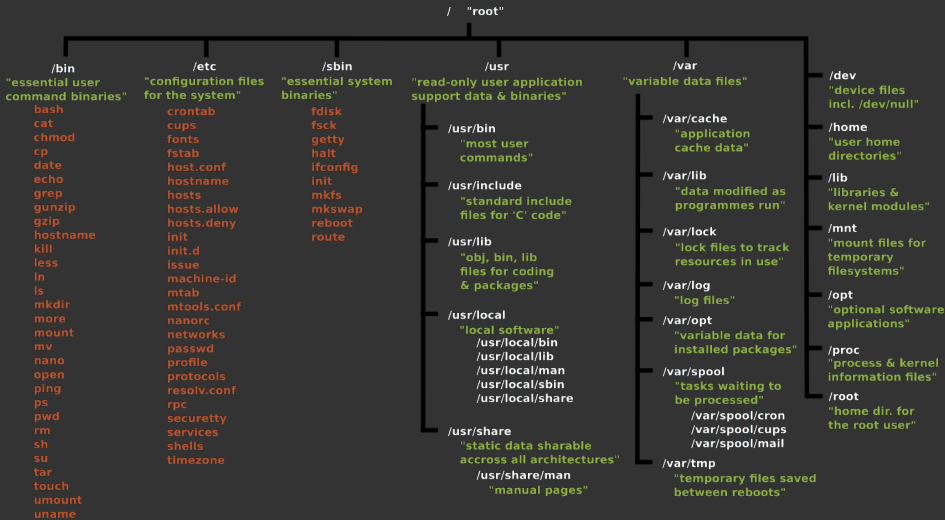 / "root"
/bin
"essential user
command binaries"
bash
cat
chmod
cp
date
echo
grep
gunzip
gzip
hostname
kill
less
ln
ls
mkdir
more
mount
mv
nano
open
ping
ps
pwd
rm
sh
su
tar
touch
umount
uname
/etc
"configuration files
for the system"
crontab
cups
fonts
fstab
host.conf
hostname
hosts
hosts.allow
hosts.deny
init
init.d
issue
machine-id
mtab
mtools.conf
nanorc
networks
passwd
profile
protocols
resolv.conf
rpc
securetty
services
shells
timezone
/sbin
"essential system
binaries"
fdisk
fsck
getty
halt
ifconfig
init
mkfs
mkswap
reboot
route
/usr
"read-only user application
support data & binaries"
/usr/bin
"most user
commands"
/usr/include
"standard include
files for 'C' code"
/usr/lib
"obj, bin, lib
files for coding
& packages"
/usr/local
"local software"
/usr/local/bin
/usr/local/lib
/usr/local/man
/usr/local/sbin
/usr/local/share
/usr/share
"static data sharable
accross all architectures"
/usr/share/man
"manual pages"
/var
"variable data files"
/var/cache
"application
cache data"
/var/lib
"data modified as
programmes run"
/var/lock
"lock files to track
resources in use"
/var/log
"log files"
/var/opt
"variable data for
installed packages"
/var/spool
"tasks waiting to
be processed"
/var/spool/cron
/var/spool/cups
/var/spool/mail
/var/tmp
"temporary files saved
between reboots"
/dev
"device files
incl. /dev/null"
/home
"user home
directories"
/lib
"libraries &
kernel modules"
/mnt
"mount files for
temporary
filesystems"
/opt
"optional software
applications"
/proc
"process & kernel
information files"
/root
"home dir. for
the root user"